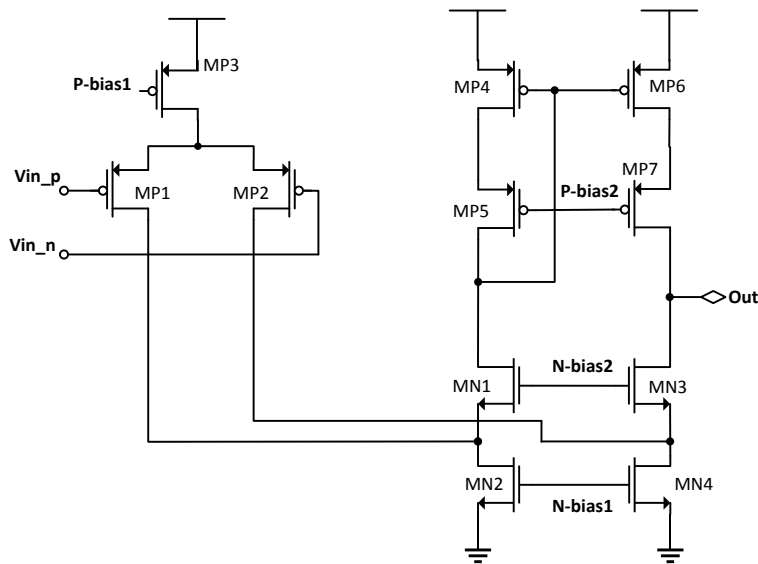 MP3
P-bias1
MP4
MP6
MP7
Vin_p
MP1
MP2
MP5
P-bias2
Vin_n
Out
N-bias2
MN1
MN3
MN2
MN4
N-bias1